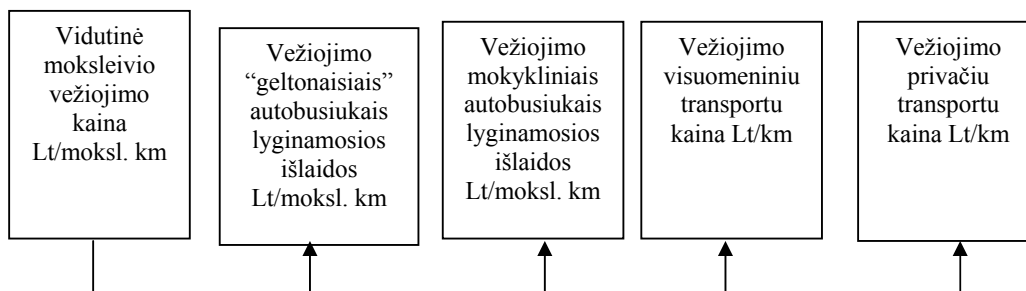 Vidutinė
moksleivio
vežiojimo
kaina
Lt/moksl. km
Vežiojimo
“geltonaisiais”
autobusiukais
lyginamosios
išlaidos
Lt/moksl. km
Vežiojimo
mokykliniais
autobusiukais
lyginamosios
išlaidos
Lt/moksl. km
Vežiojimo
visuomeniniu
transportu
kaina Lt/km
Vežiojimo
privačiu
transportu
kaina Lt/km